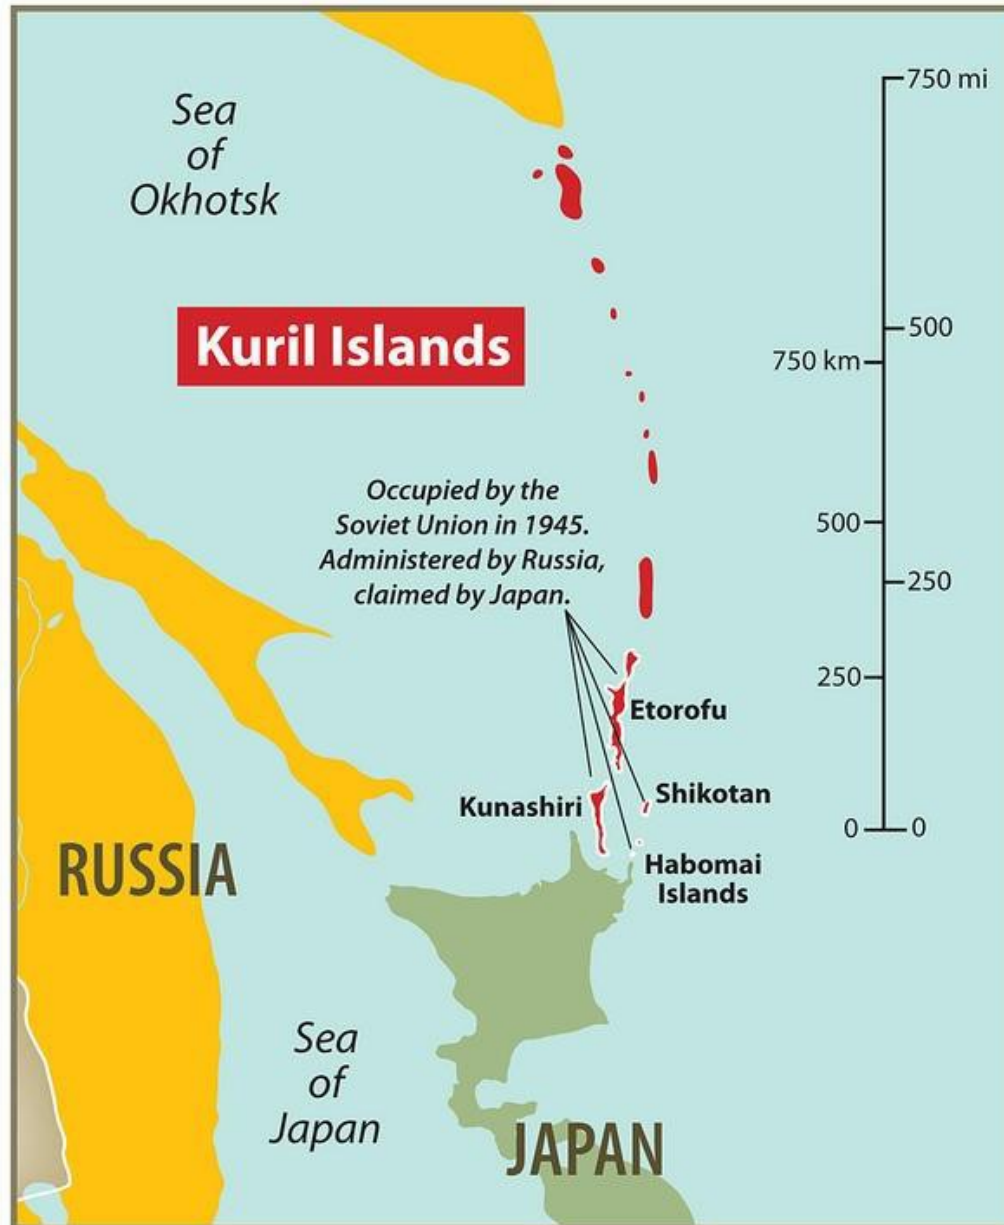 Sea
of
Okhotsk
750 mi
Kuril Islands
500
750 km
Occupied by the
Soviet Union in 1945.
Administered by Russia,
claimed by Japan.
500
250
250
Etorofu
Kunashiri
Shikotan
0
0
RUSSIA
Habomai
Islands
Sea
of
Japan
JAPAN